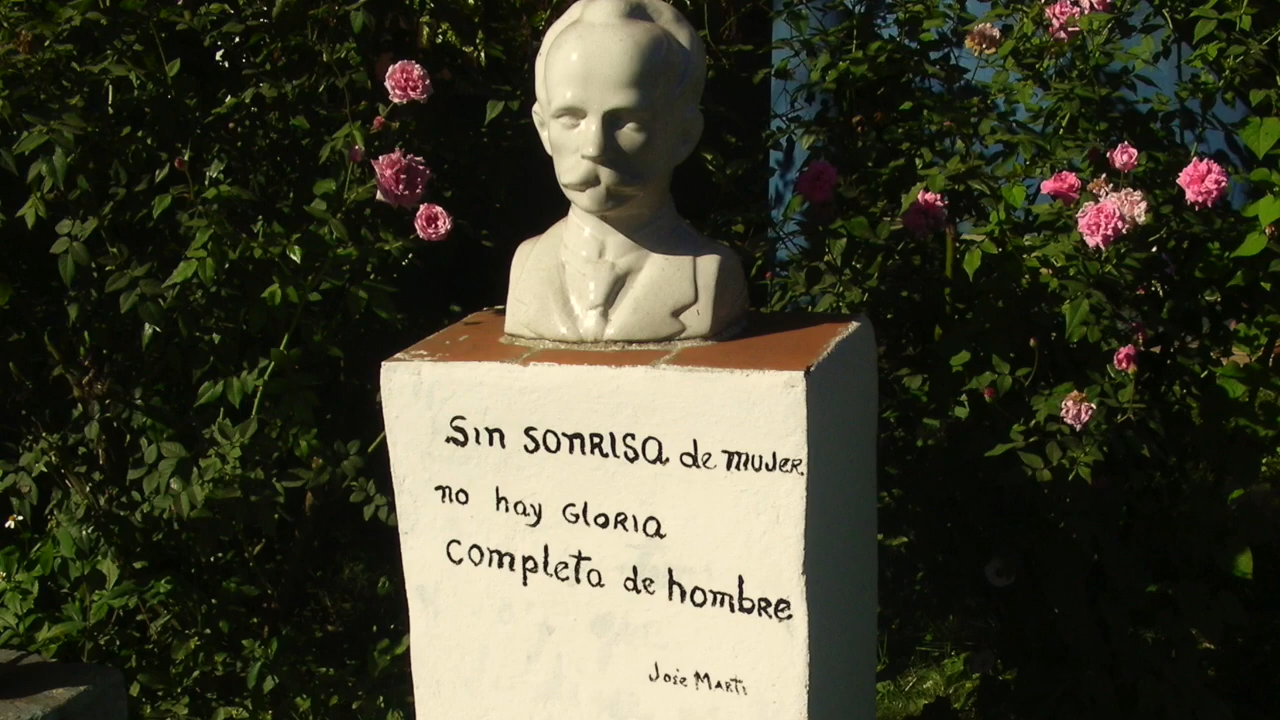 Sin sonrisa de mujer
no hay gloria
completa de hombre
José Martí